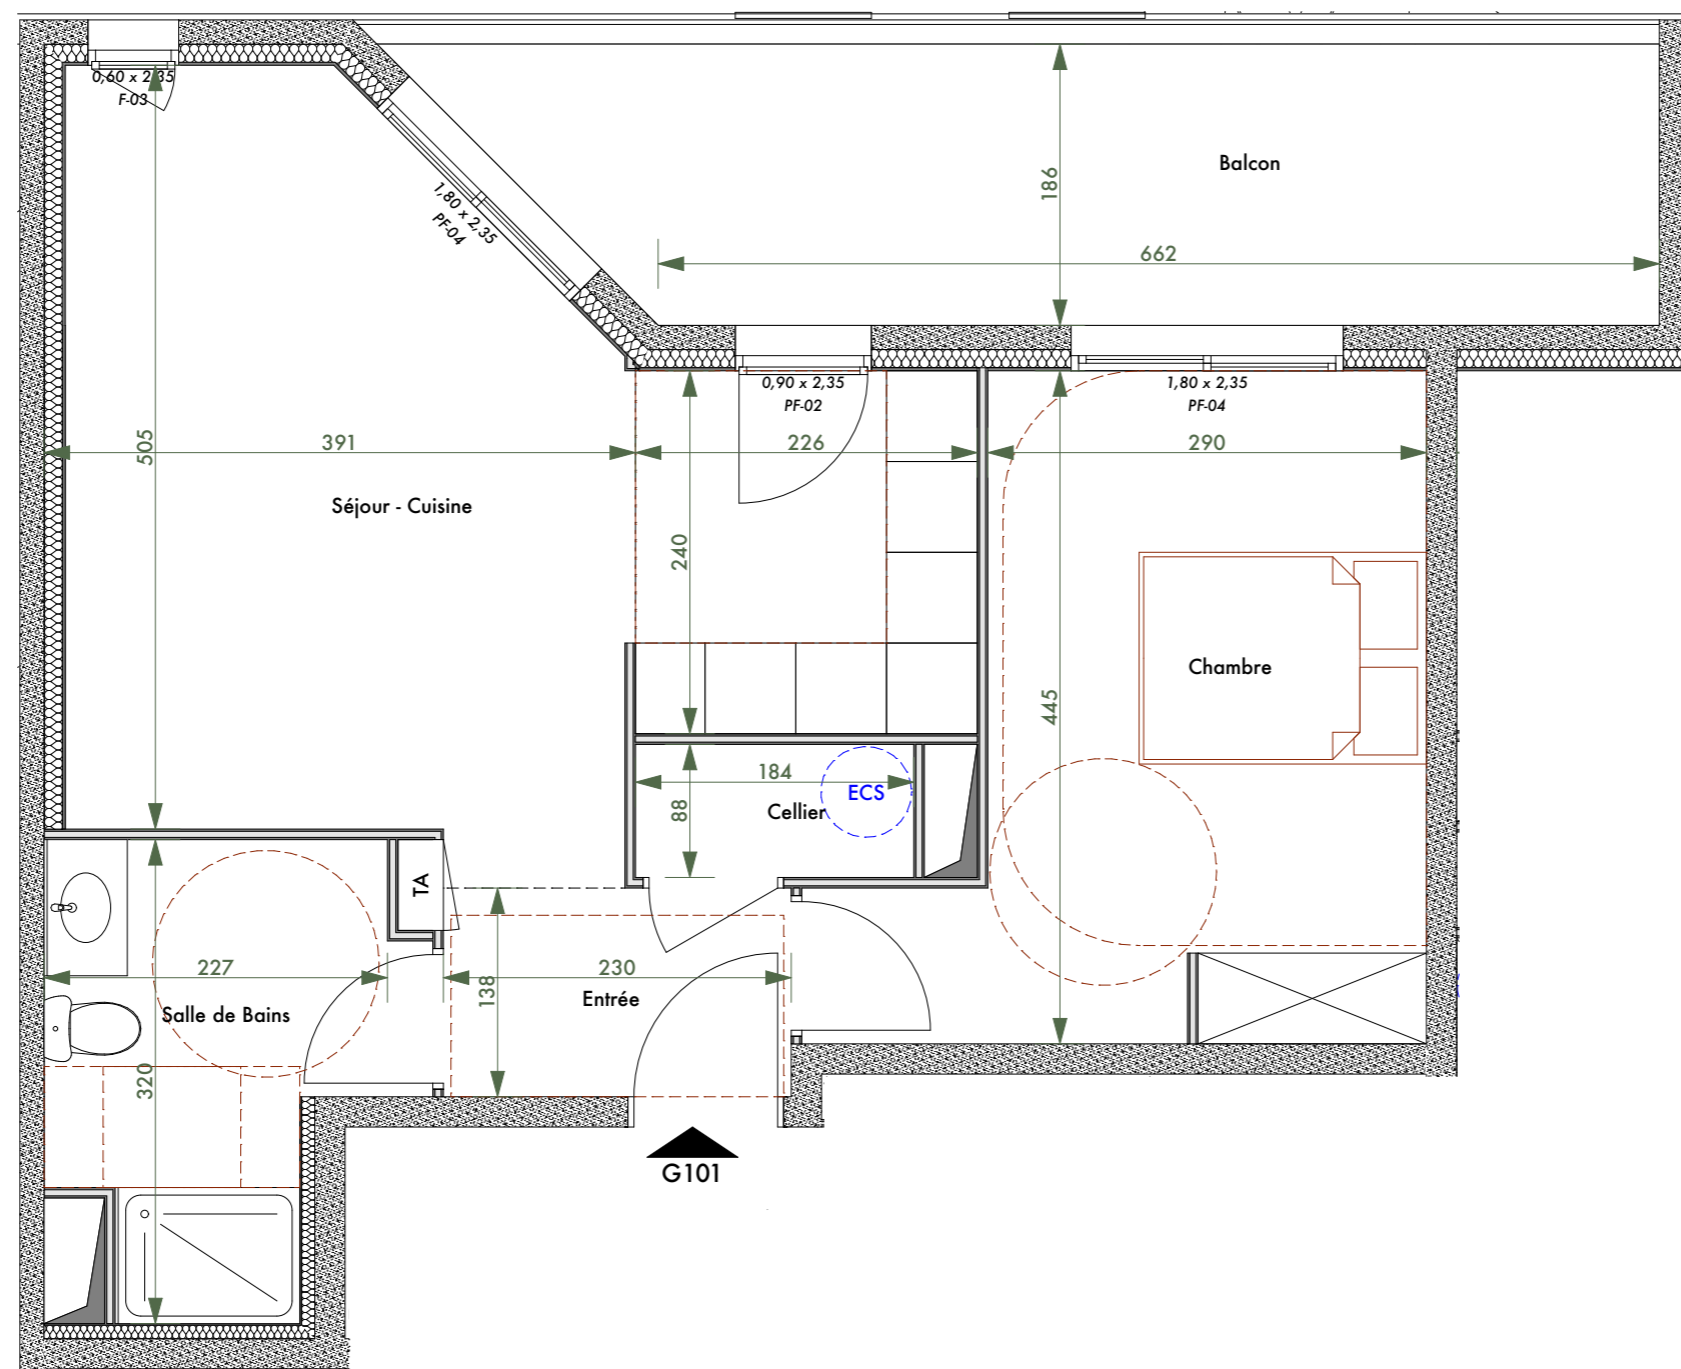 0,60 x 2,35
F-03
Balcon
186
1,80 x 2,35
PF-04
662
0,90 x 2,35
PF-02
1,80 x 2,35
PF-04
505
391
226
290
Séjour - Cuisine
240
Chambre
445
184
ECS
88
Cellier
TA
227
230
138
Entrée
Salle de Bains
320
G101